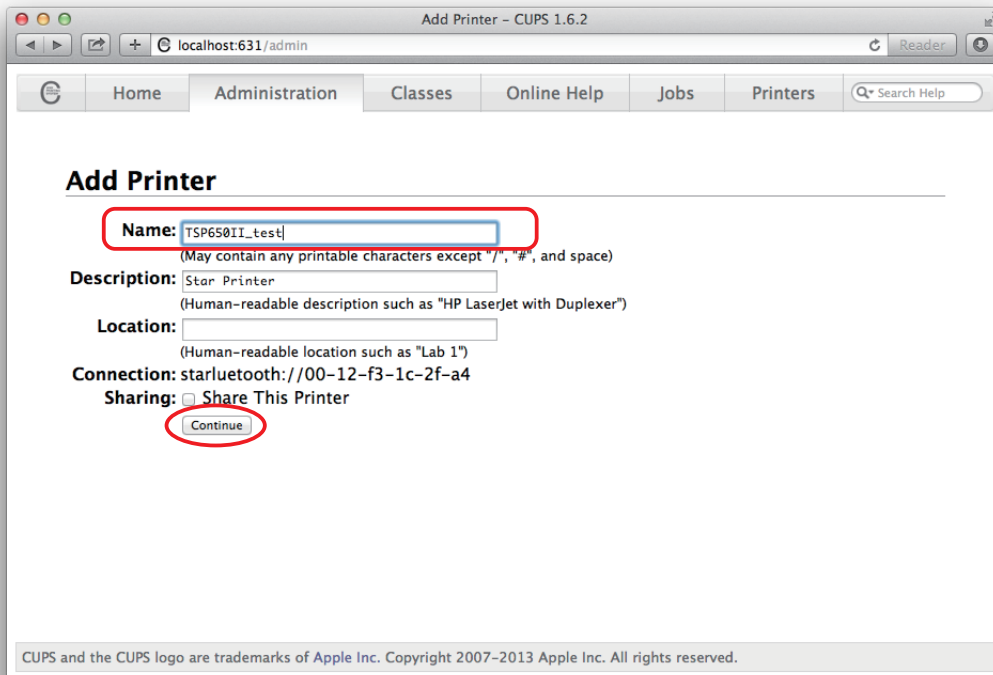 Add Printer – CUPS 1.6.2
localhost:631/admin
Reader
Home Administration Classes Online Help Jobs Printers Search Help
Add Printer
Name: TSP650II_test
(May contain any printable characters except "/", "#", and space)
Description: Star Printer
(Human-readable description such as "HP LaserJet with Duplexer")
Location:
(Human-readable location such as "Lab 1")
Connection: starluetooth://00-12-f3-1c-2f-a4
Sharing: Share This Printer
Continue
CUPS and the CUPS logo are trademarks of Apple Inc. Copyright 2007-2013 Apple Inc. All rights reserved.